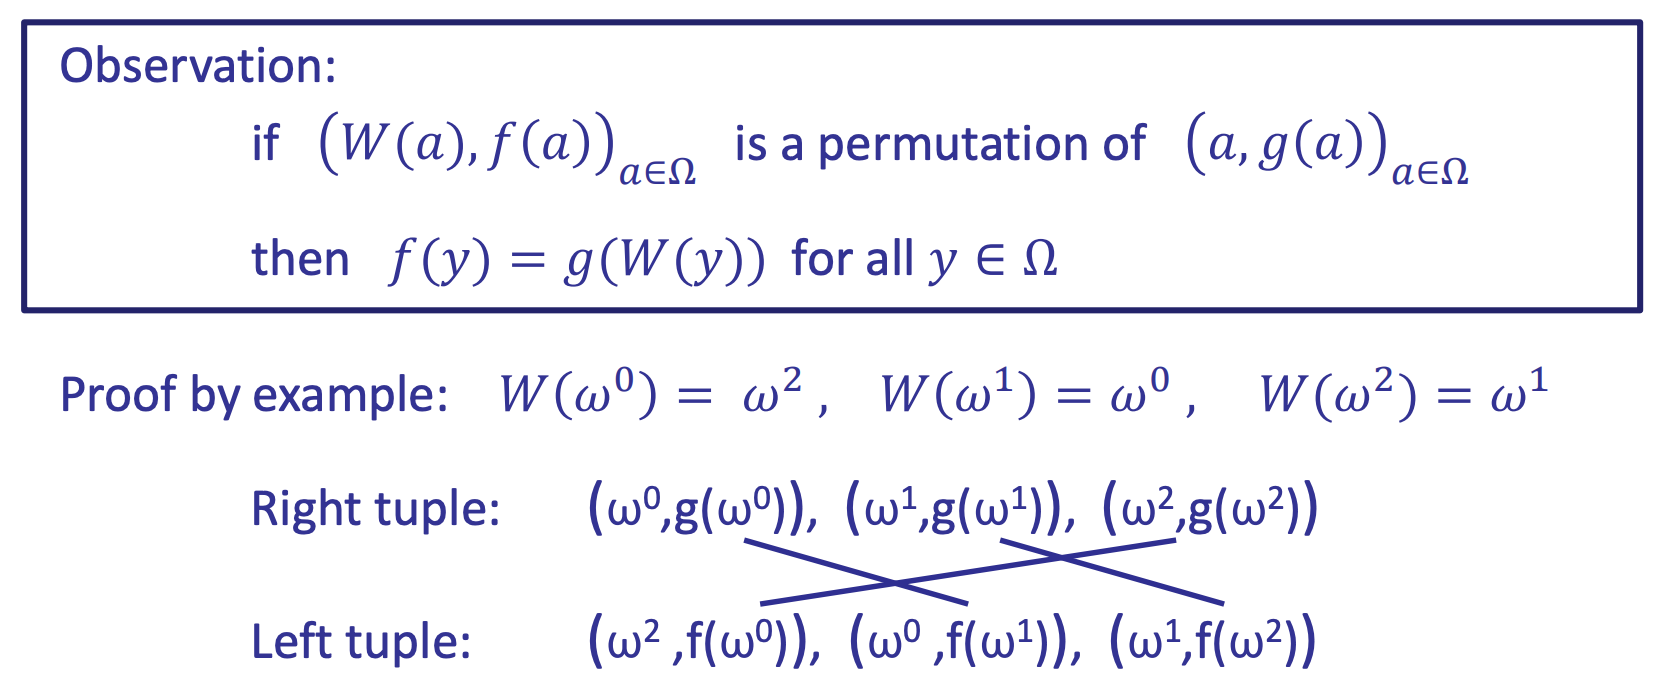 Observation:
if (W(a), f(a))ₐ∈Ω is a permutation of (a, g(a))ₐ∈Ω
then f(y) = g(W(y)) for all y ∈ Ω
Proof by example: W(ω⁰) = ω², W(ω¹) = ω⁰, W(ω²) = ω¹
Right tuple: (ω⁰,g(ω⁰)), (ω¹,g(ω¹)), (ω²,g(ω²))
Left tuple: (ω² ,f(ω⁰)), (ω⁰ ,f(ω¹)), (ω¹,f(ω²))